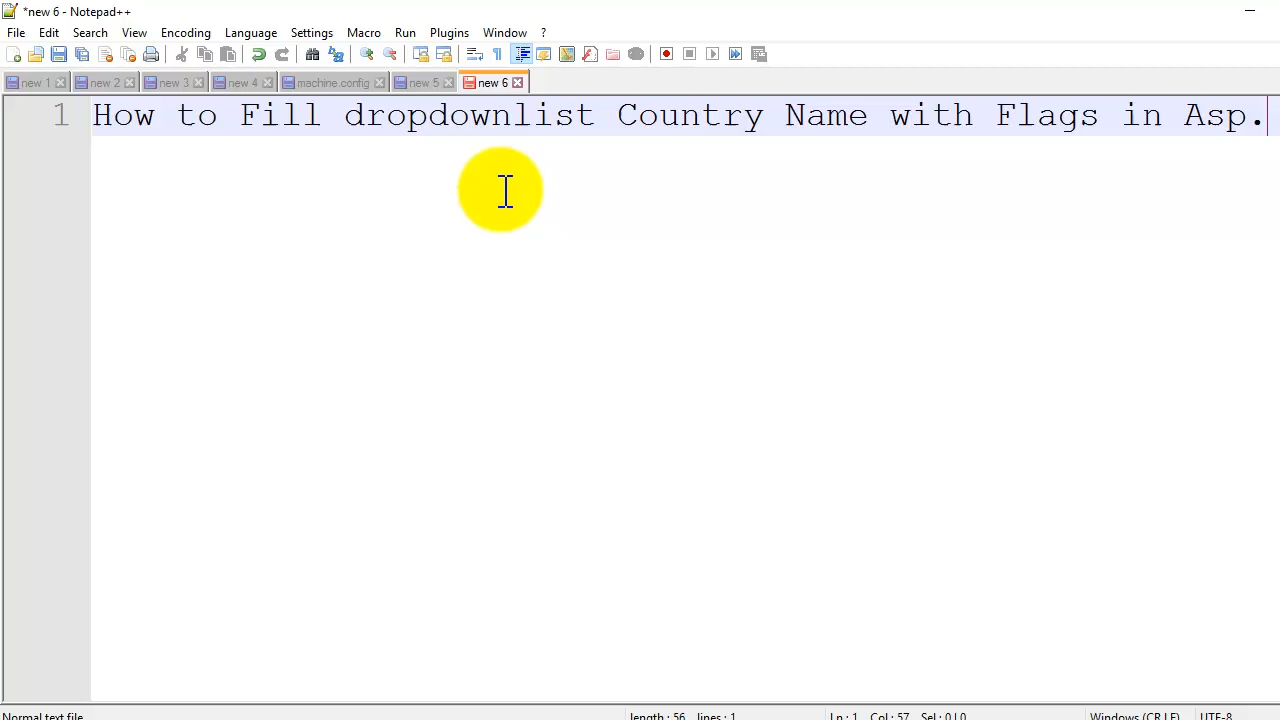 *new 6 - Notepad++
File Edit Search View Encoding Language Settings Macro Run Plugins Window ?
new 1 new 2 new 3 new 4 machine.config new 5 new 6
1 How to Fill dropdownlist Country Name with Flags in Asp.
Normal text file length : 56 lines : 1 Ln : 1 Col : 57 Sel : 0 | 0 Windows (CR LF) UTF-8